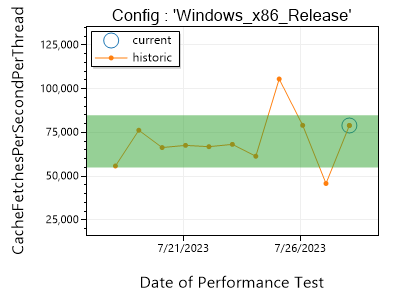 Config : 'Windows_x86_Release'
CacheFetchesPerSecondPerThread
current
historic
125,000
100,000
75,000
50,000
25,000
7/21/2023
7/26/2023
Date of Performance Test